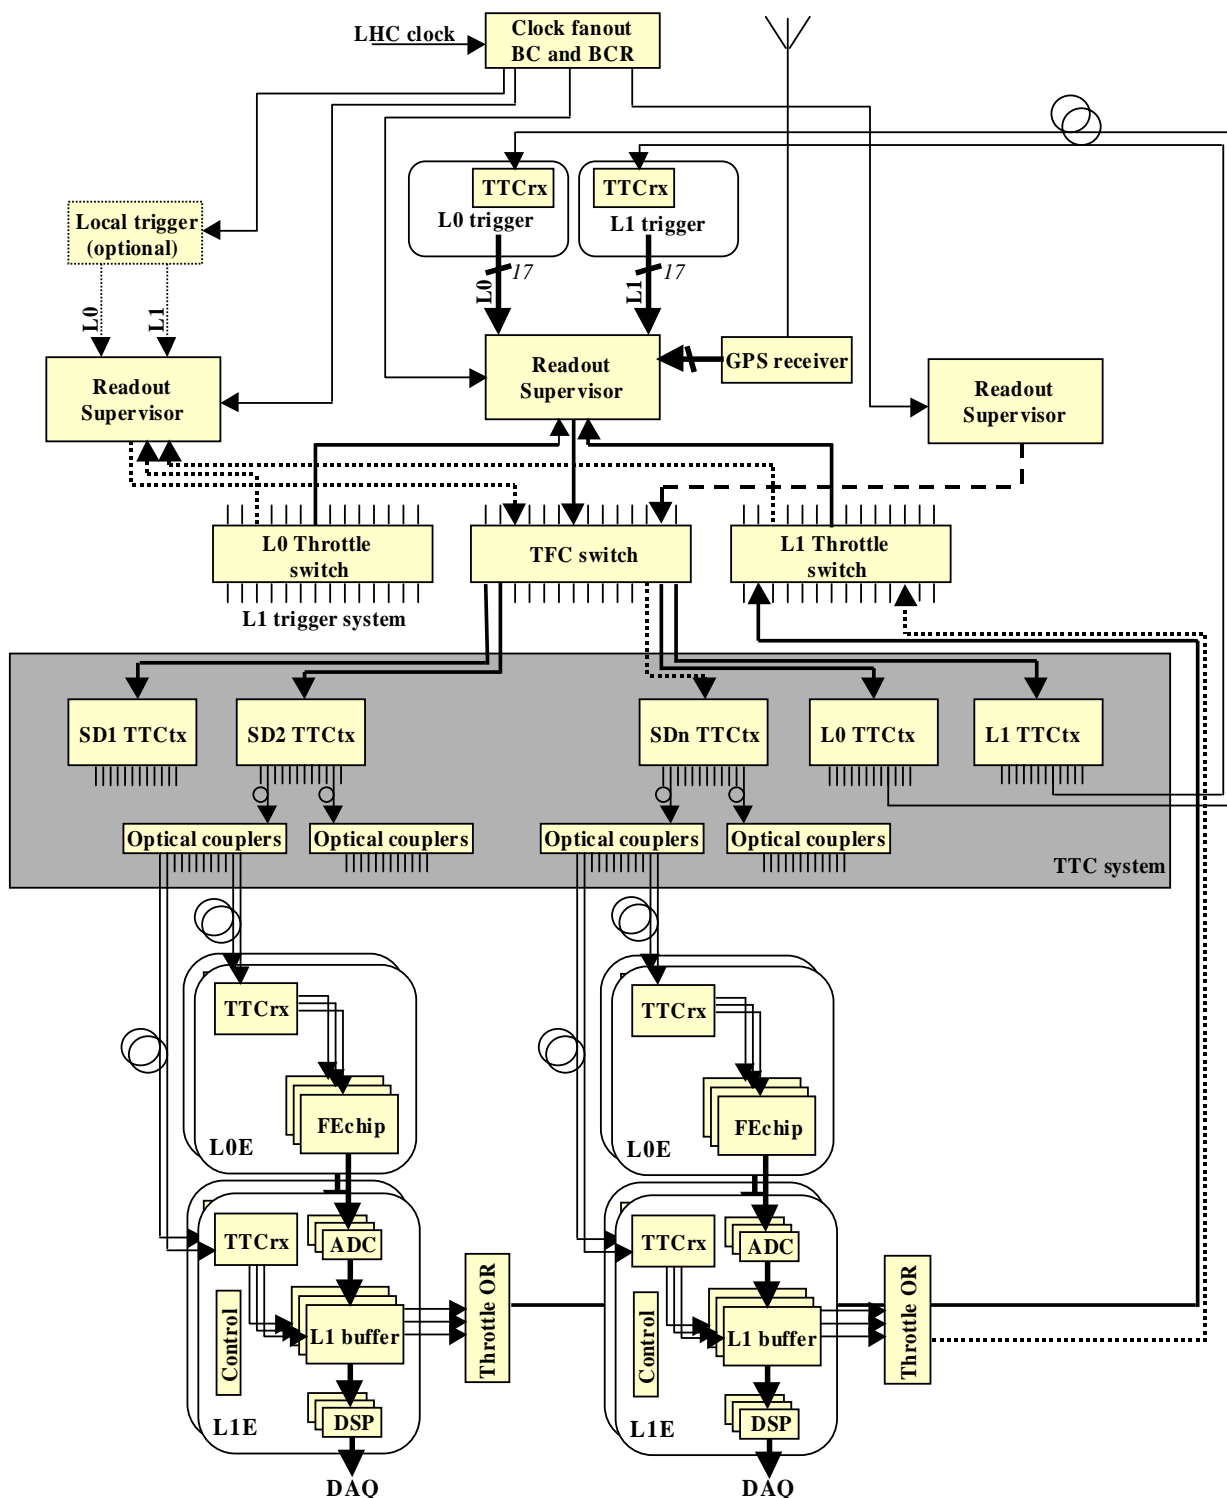 LHC clock
Clock fanout
BC and BCR
TTCrx
L0 trigger
TTCrx
L1 trigger
Local trigger
(optional)
17
17
L0
L1
L0
L1
Readout
Supervisor
Readout
Supervisor
GPS receiver
Readout
Supervisor
L0 Throttle
switch
TFC switch
L1 Throttle
switch
L1 trigger system
SD1 TTCtx
SD2 TTCtx
SDn TTCtx
L0 TTCtx
L1 TTCtx
Optical couplers
Optical couplers
Optical couplers
Optical couplers
TTC system
TTCrx
FEchip
L0E
TTCrx
FEchip
L0E
TTCrx
ADC
Control
L1 buffer
Throttle OR
DSP
L1E
DAQ
TTCrx
ADC
Control
L1 buffer
Throttle OR
DSP
L1E
DAQ